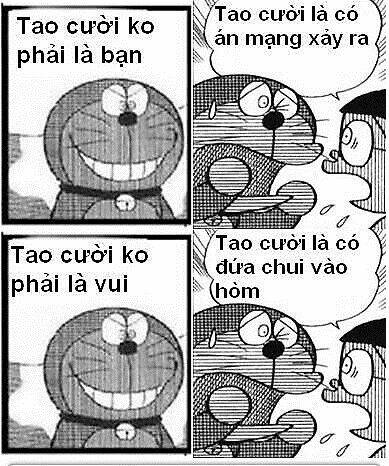 Tao cười ko
phải là bạn
Tao cười là có
án mạng xảy ra
Tao cười ko
phải là vui
Tao cười là có
đứa chui vào
hòm